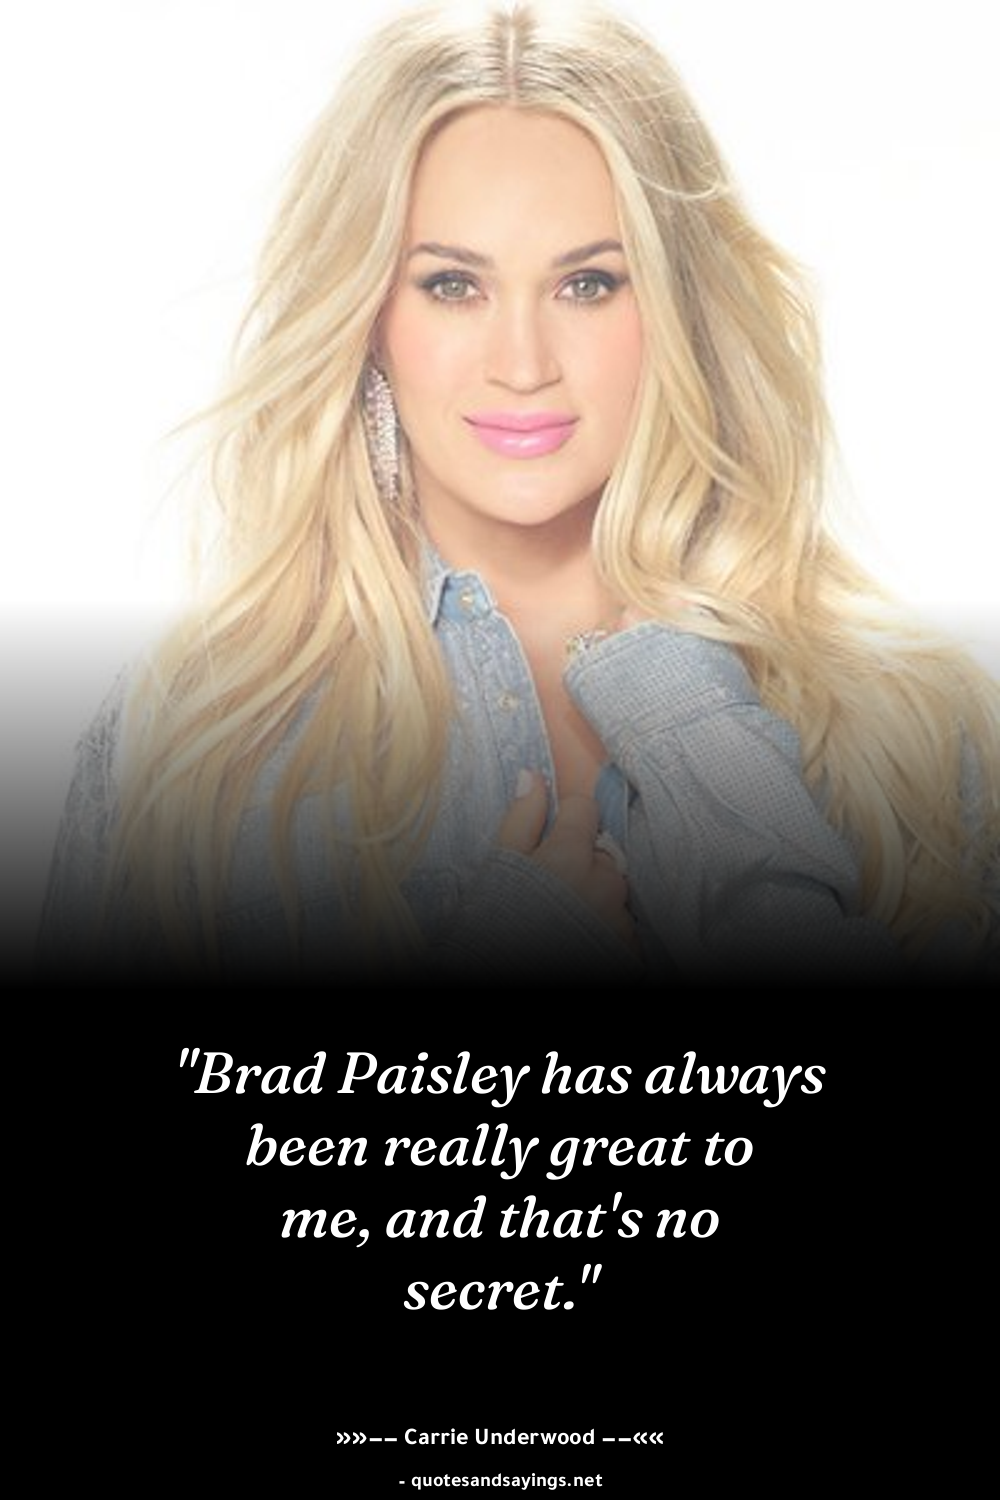 "Brad Paisley has always
been really great to
me, and that's no
secret."
»»–– Carrie Underwood ––««
- quotesandsayings.net